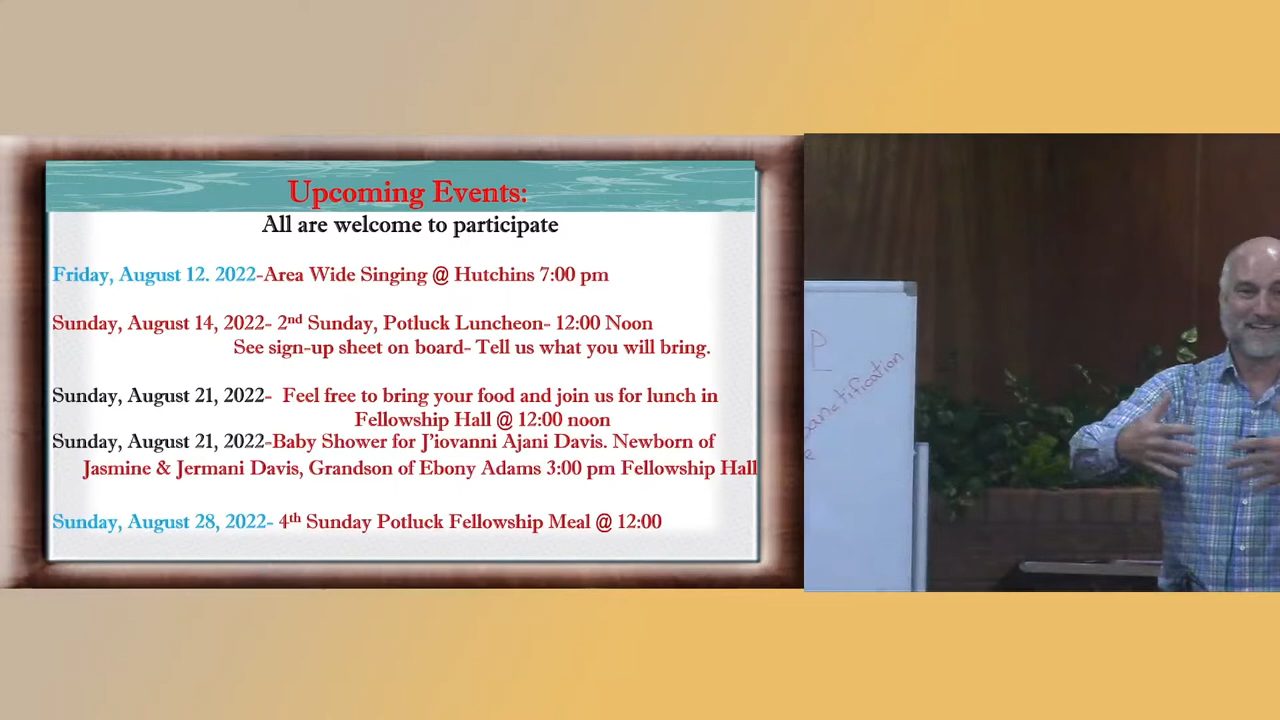 Upcoming Events:
All are welcome to participate
Friday, August 12. 2022-Area Wide Singing @ Hutchins 7:00 pm
Sunday, August 14, 2022- 2nd Sunday, Potluck Luncheon- 12:00 Noon
See sign-up sheet on board- Tell us what you will bring.
Sunday, August 21, 2022- Feel free to bring your food and join us for lunch in
Fellowship Hall @ 12:00 noon
Sunday, August 21, 2022-Baby Shower for J'iovanni Ajani Davis. Newborn of
Jasmine & Jermani Davis, Grandson of Ebony Adams 3:00 pm Fellowship Hall
Sunday, August 28, 2022- 4th Sunday Potluck Fellowship Meal @ 12:00
P
sanctification
e